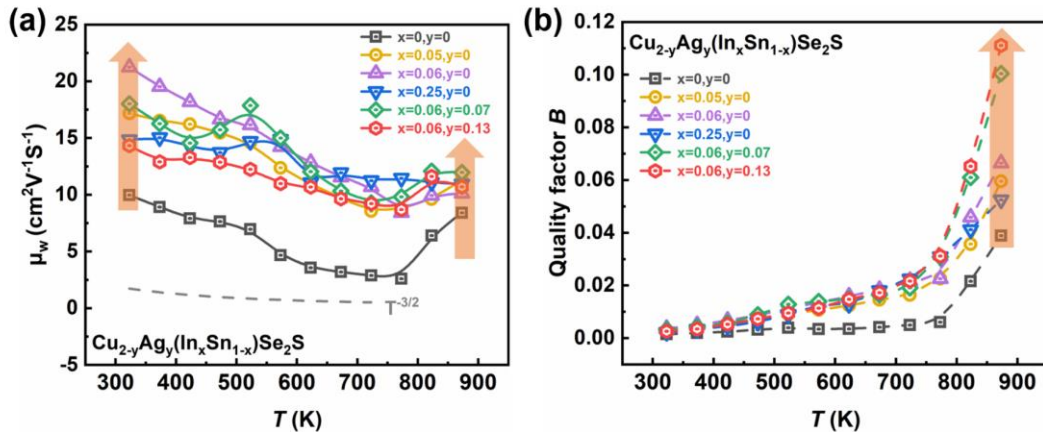 (a)
25
20
15
10
5
0
-5
μw (cm²V⁻¹S⁻¹)
x=0,y=0
x=0.05,y=0
x=0.06,y=0
x=0.25,y=0
x=0.06,y=0.07
x=0.06,y=0.13
T⁻³/²
Cu₂₋yAgy(InxSn₁₋x)Se₂S
300 400 500 600 700 800 900
T (K)
(b)
0.12
0.10
0.08
0.06
0.04
0.02
0.00
Quality factor B
Cu₂₋yAgy(InxSn₁₋x)Se₂S
x=0,y=0
x=0.05,y=0
x=0.06,y=0
x=0.25,y=0
x=0.06,y=0.07
x=0.06,y=0.13
300 400 500 600 700 800 900
T (K)